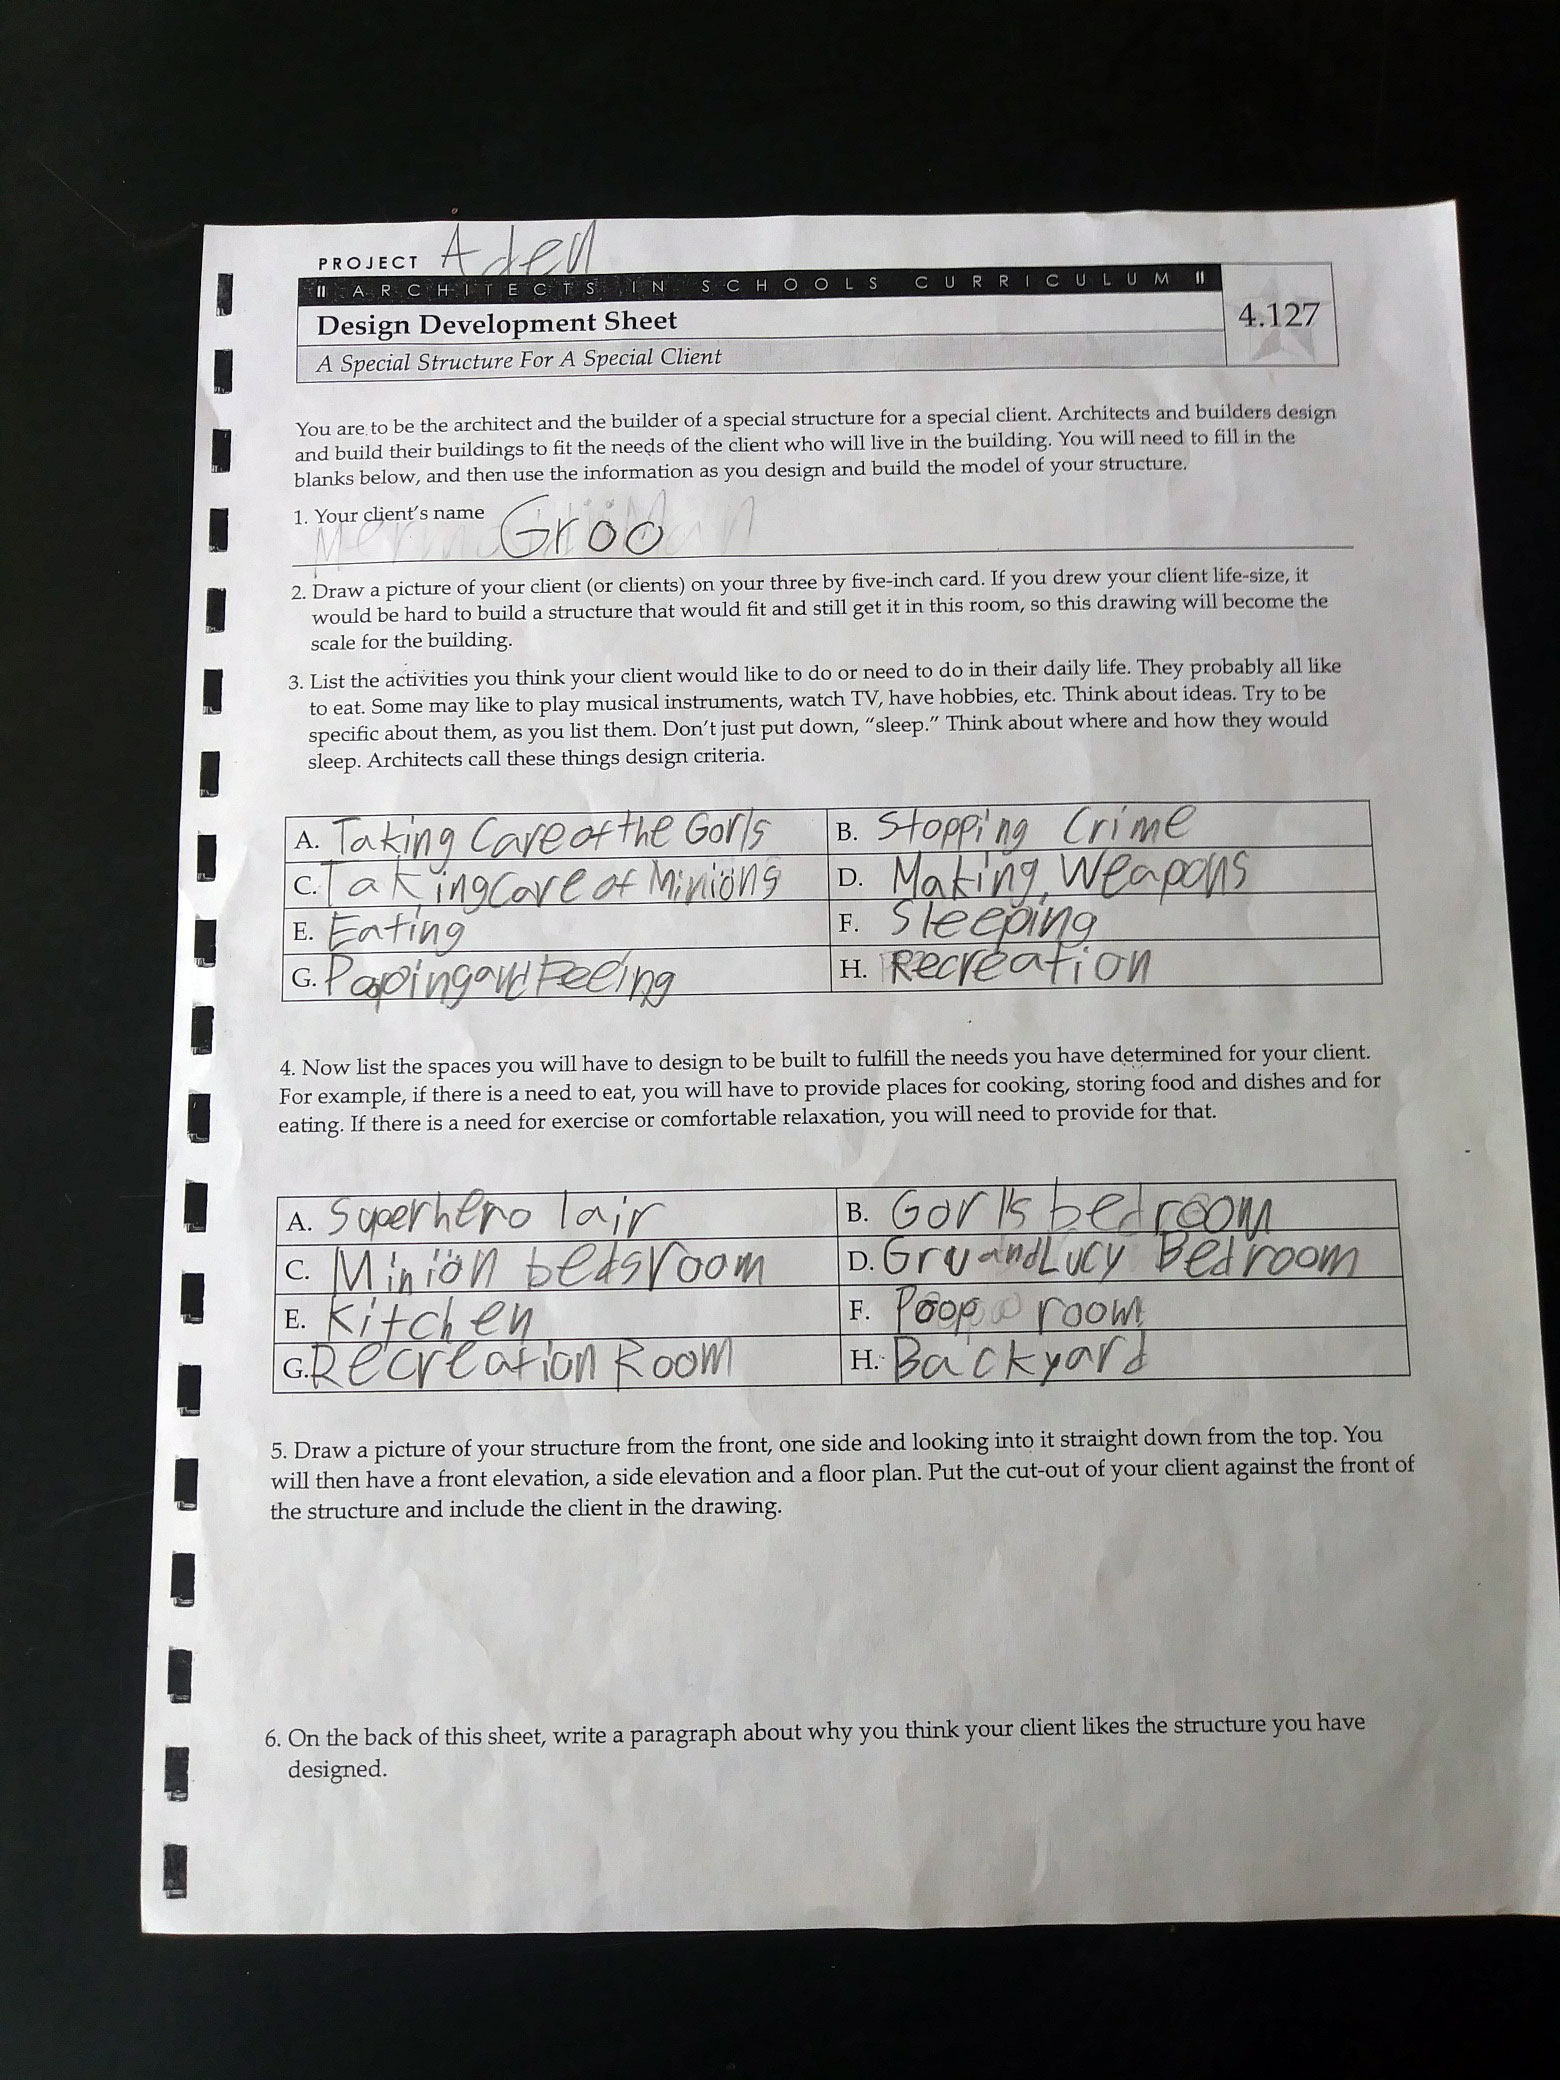 PROJECT Aden
ARCHITECTS IN SCHOOLS CURRICULUM
Design Development Sheet
4.127
A Special Structure For A Special Client
You are to be the architect and the builder of a special structure for a special client. Architects and builders design
and build their buildings to fit the needs of the client who will live in the building. You will need to fill in the
blanks below, and then use the information as you design and build the model of your structure.
1. Your client's name Groo
2. Draw a picture of your client (or clients) on your three by five-inch card. If you drew your client life-size, it
would be hard to build a structure that would fit and still get it in this room, so this drawing will become the
scale for the building.
3. List the activities you think your client would like to do or need to do in their daily life. They probably all like
to eat. Some may like to play musical instruments, watch TV, have hobbies, etc. Think about ideas. Try to be
specific about them, as you list them. Don't just put down, "sleep." Think about where and how they would
sleep. Architects call these things design criteria.
A. Taking Care of the Gorls
B. Stopping Crime
C. Taking Care of Minions
D. Making Weapons
E. Eating
F. Sleeping
G. Pooping and Peeing
H. Recreation
4. Now list the spaces you will have to design to be built to fulfill the needs you have determined for your client.
For example, if there is a need to eat, you will have to provide places for cooking, storing food and dishes and for
eating. If there is a need for exercise or comfortable relaxation, you will need to provide for that.
A. Superhero lair
B. Gorls bedroom
C. Minion bedsroom
D. Gru and Lucy Bedroom
E. Kitchen
F. Poop room
G. Recreation Room
H. Backyard
5. Draw a picture of your structure from the front, one side and looking into it straight down from the top. You
will then have a front elevation, a side elevation and a floor plan. Put the cut-out of your client against the front of
the structure and include the client in the drawing.
6. On the back of this sheet, write a paragraph about why you think your client likes the structure you have
designed.